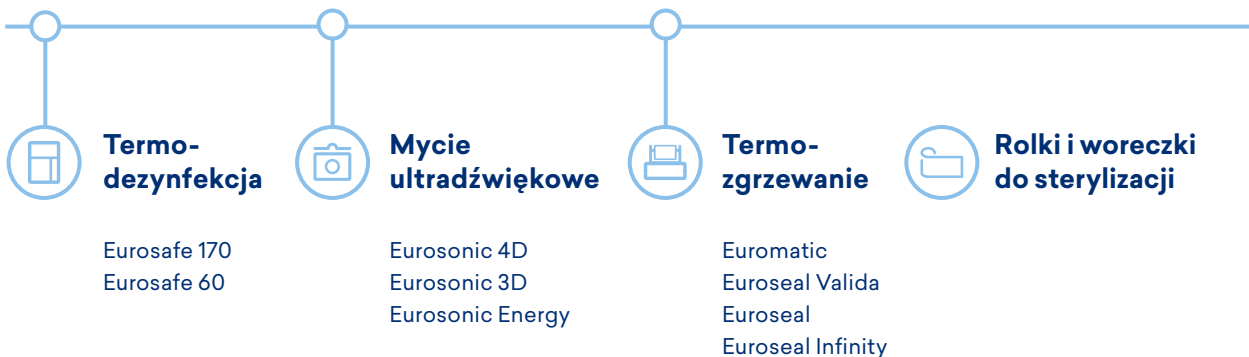 Termo-
dezynfekcja
Eurosafe 170
Eurosafe 60
Mycie
ultradźwiękowe
Eurosonic 4D
Eurosonic 3D
Eurosonic Energy
Termo-
zgrzewanie
Euromatic
Euroseal Valida
Euroseal
Euroseal Infinity
Rolki i woreczki
do sterylizacji